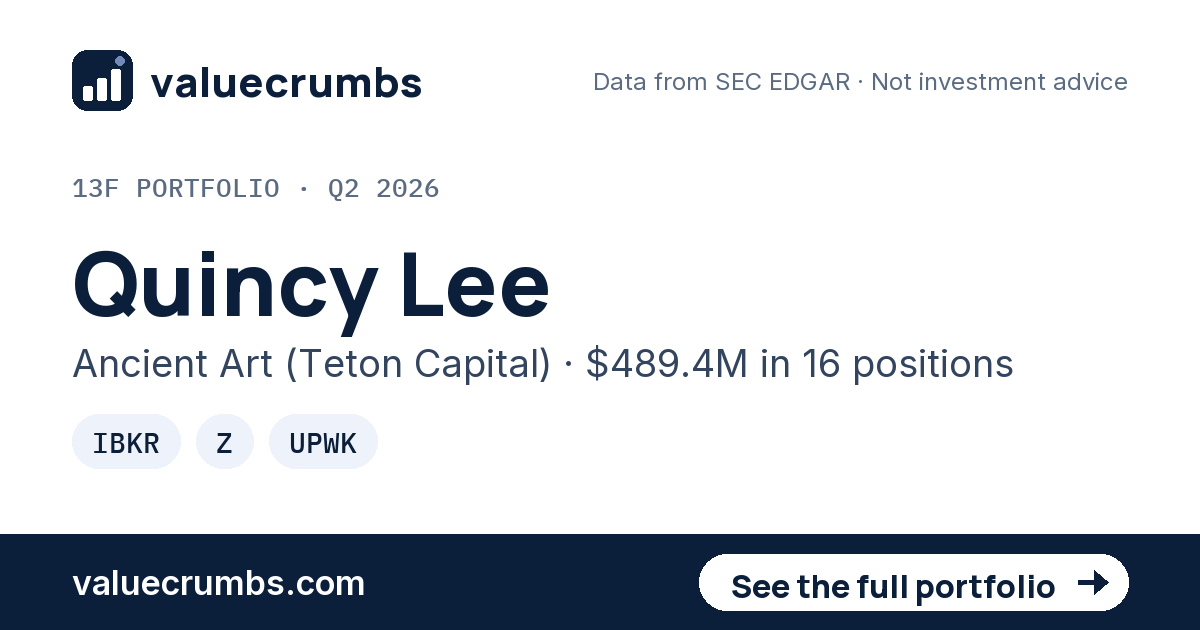 valuecrumbs
Data from SEC EDGAR · Not investment advice
13F PORTFOLIO · Q2 2026
Quincy Lee
Ancient Art (Teton Capital) · $489.4M in 16 positions
IBKR Z UPWK
valuecrumbs.com
See the full portfolio →